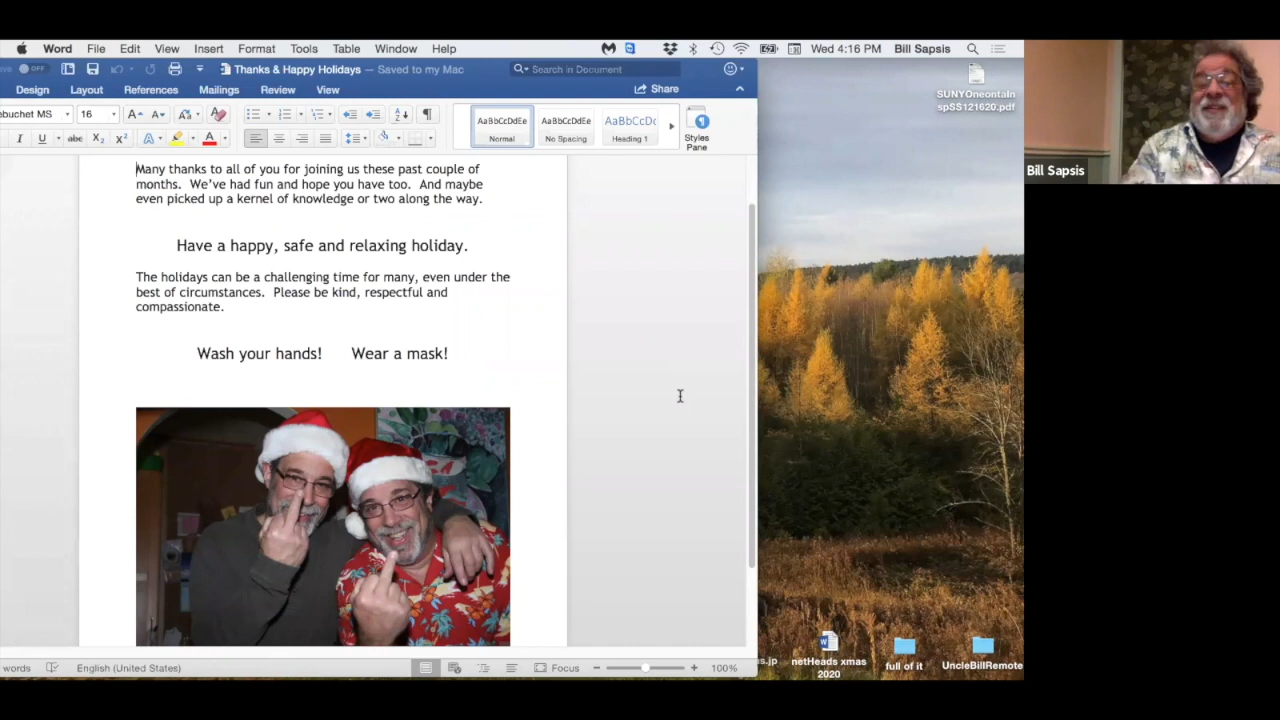 Word File Edit View Insert Format Tools Table Window Help Wed 4:16 PM Bill Sapsis
OFF Thanks & Happy Holidays — Saved to my Mac Search in Document
Design Layout References Mailings Review View Share
16 A A Aa A AaBbCcDdEe AaBbCcDdEe AaBbCcDc
I U abc X2 X2 A A Normal No Spacing Heading 1 Styles
Pane
Many thanks to all of you for joining us these past couple of
months. We've had fun and hope you have too. And maybe
even picked up a kernel of knowledge or two along the way.
Have a happy, safe and relaxing holiday.
The holidays can be a challenging time for many, even under the
best of circumstances. Please be kind, respectful and
compassionate.
Wash your hands! Wear a mask!
words English (United States) Focus 100%
SUNYOneontain
spSS121620.pdf
netHeads xmas
2020
full of it
UncleBillRemote
Bill Sapsis